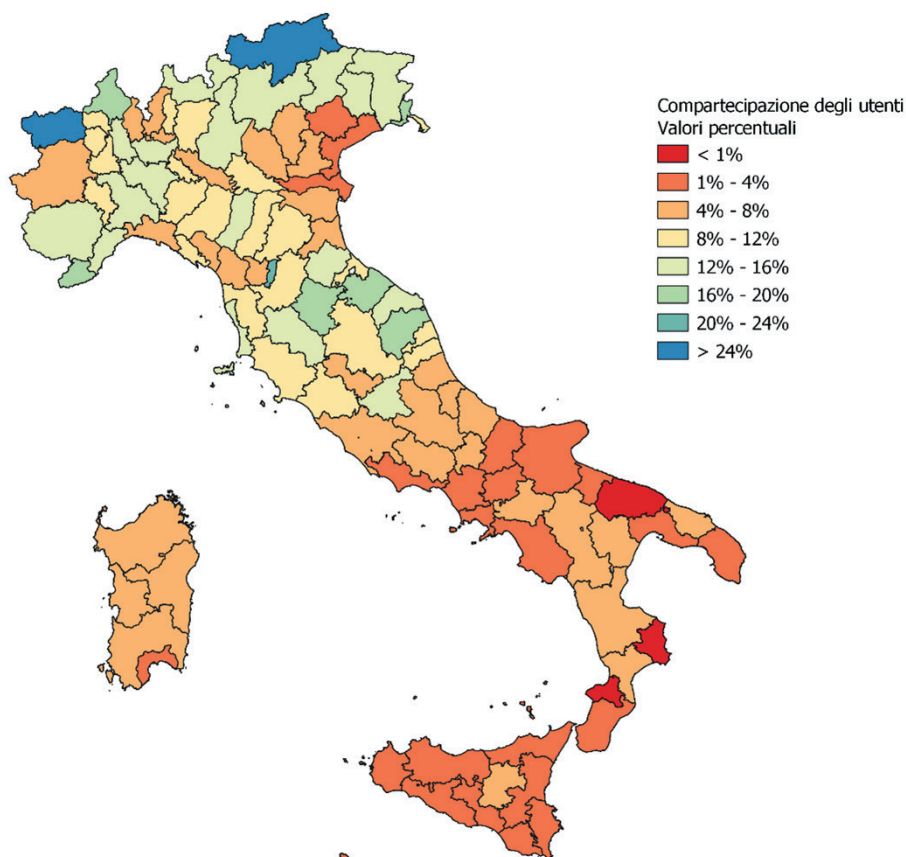 Compartecipazione degli utenti
Valori percentuali
< 1%
1% - 4%
4% - 8%
8% - 12%
12% - 16%
16% - 20%
20% - 24%
> 24%